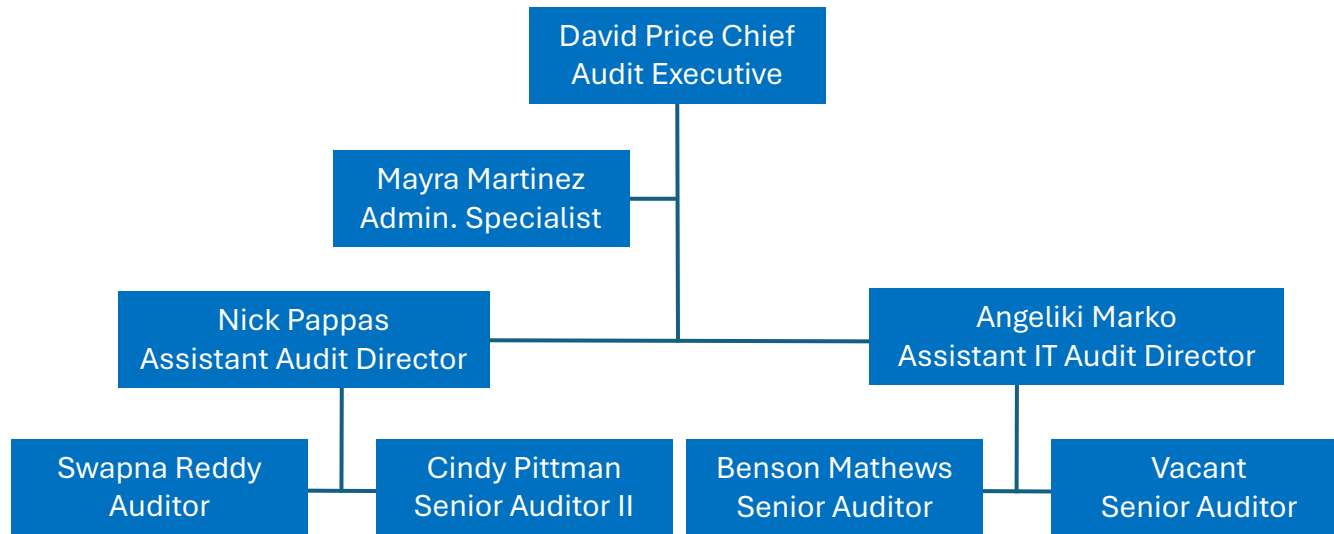 David Price Chief
Audit Executive
Mayra Martinez
Admin. Specialist
Nick Pappas
Assistant Audit Director
Angeliki Marko
Assistant IT Audit Director
Swapna Reddy
Auditor
Cindy Pittman
Senior Auditor II
Benson Mathews
Senior Auditor
Vacant
Senior Auditor